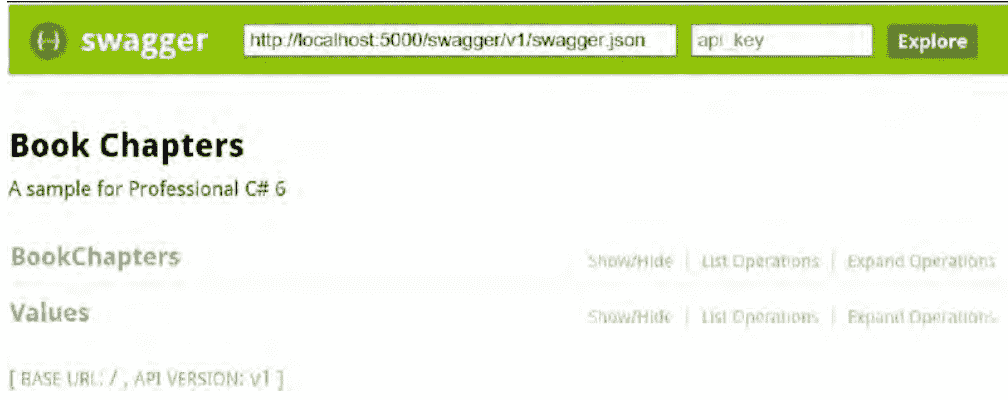 {···} swagger http://localhost:5000/swagger/v1/swagger.json api_key Explore
Book Chapters
A sample for Professional C# 6
BookChapters Show/Hide | List Operations | Expand Operations
Values Show/Hide | List Operations | Expand Operations
[ BASE URL: / , API VERSION: v1 ]